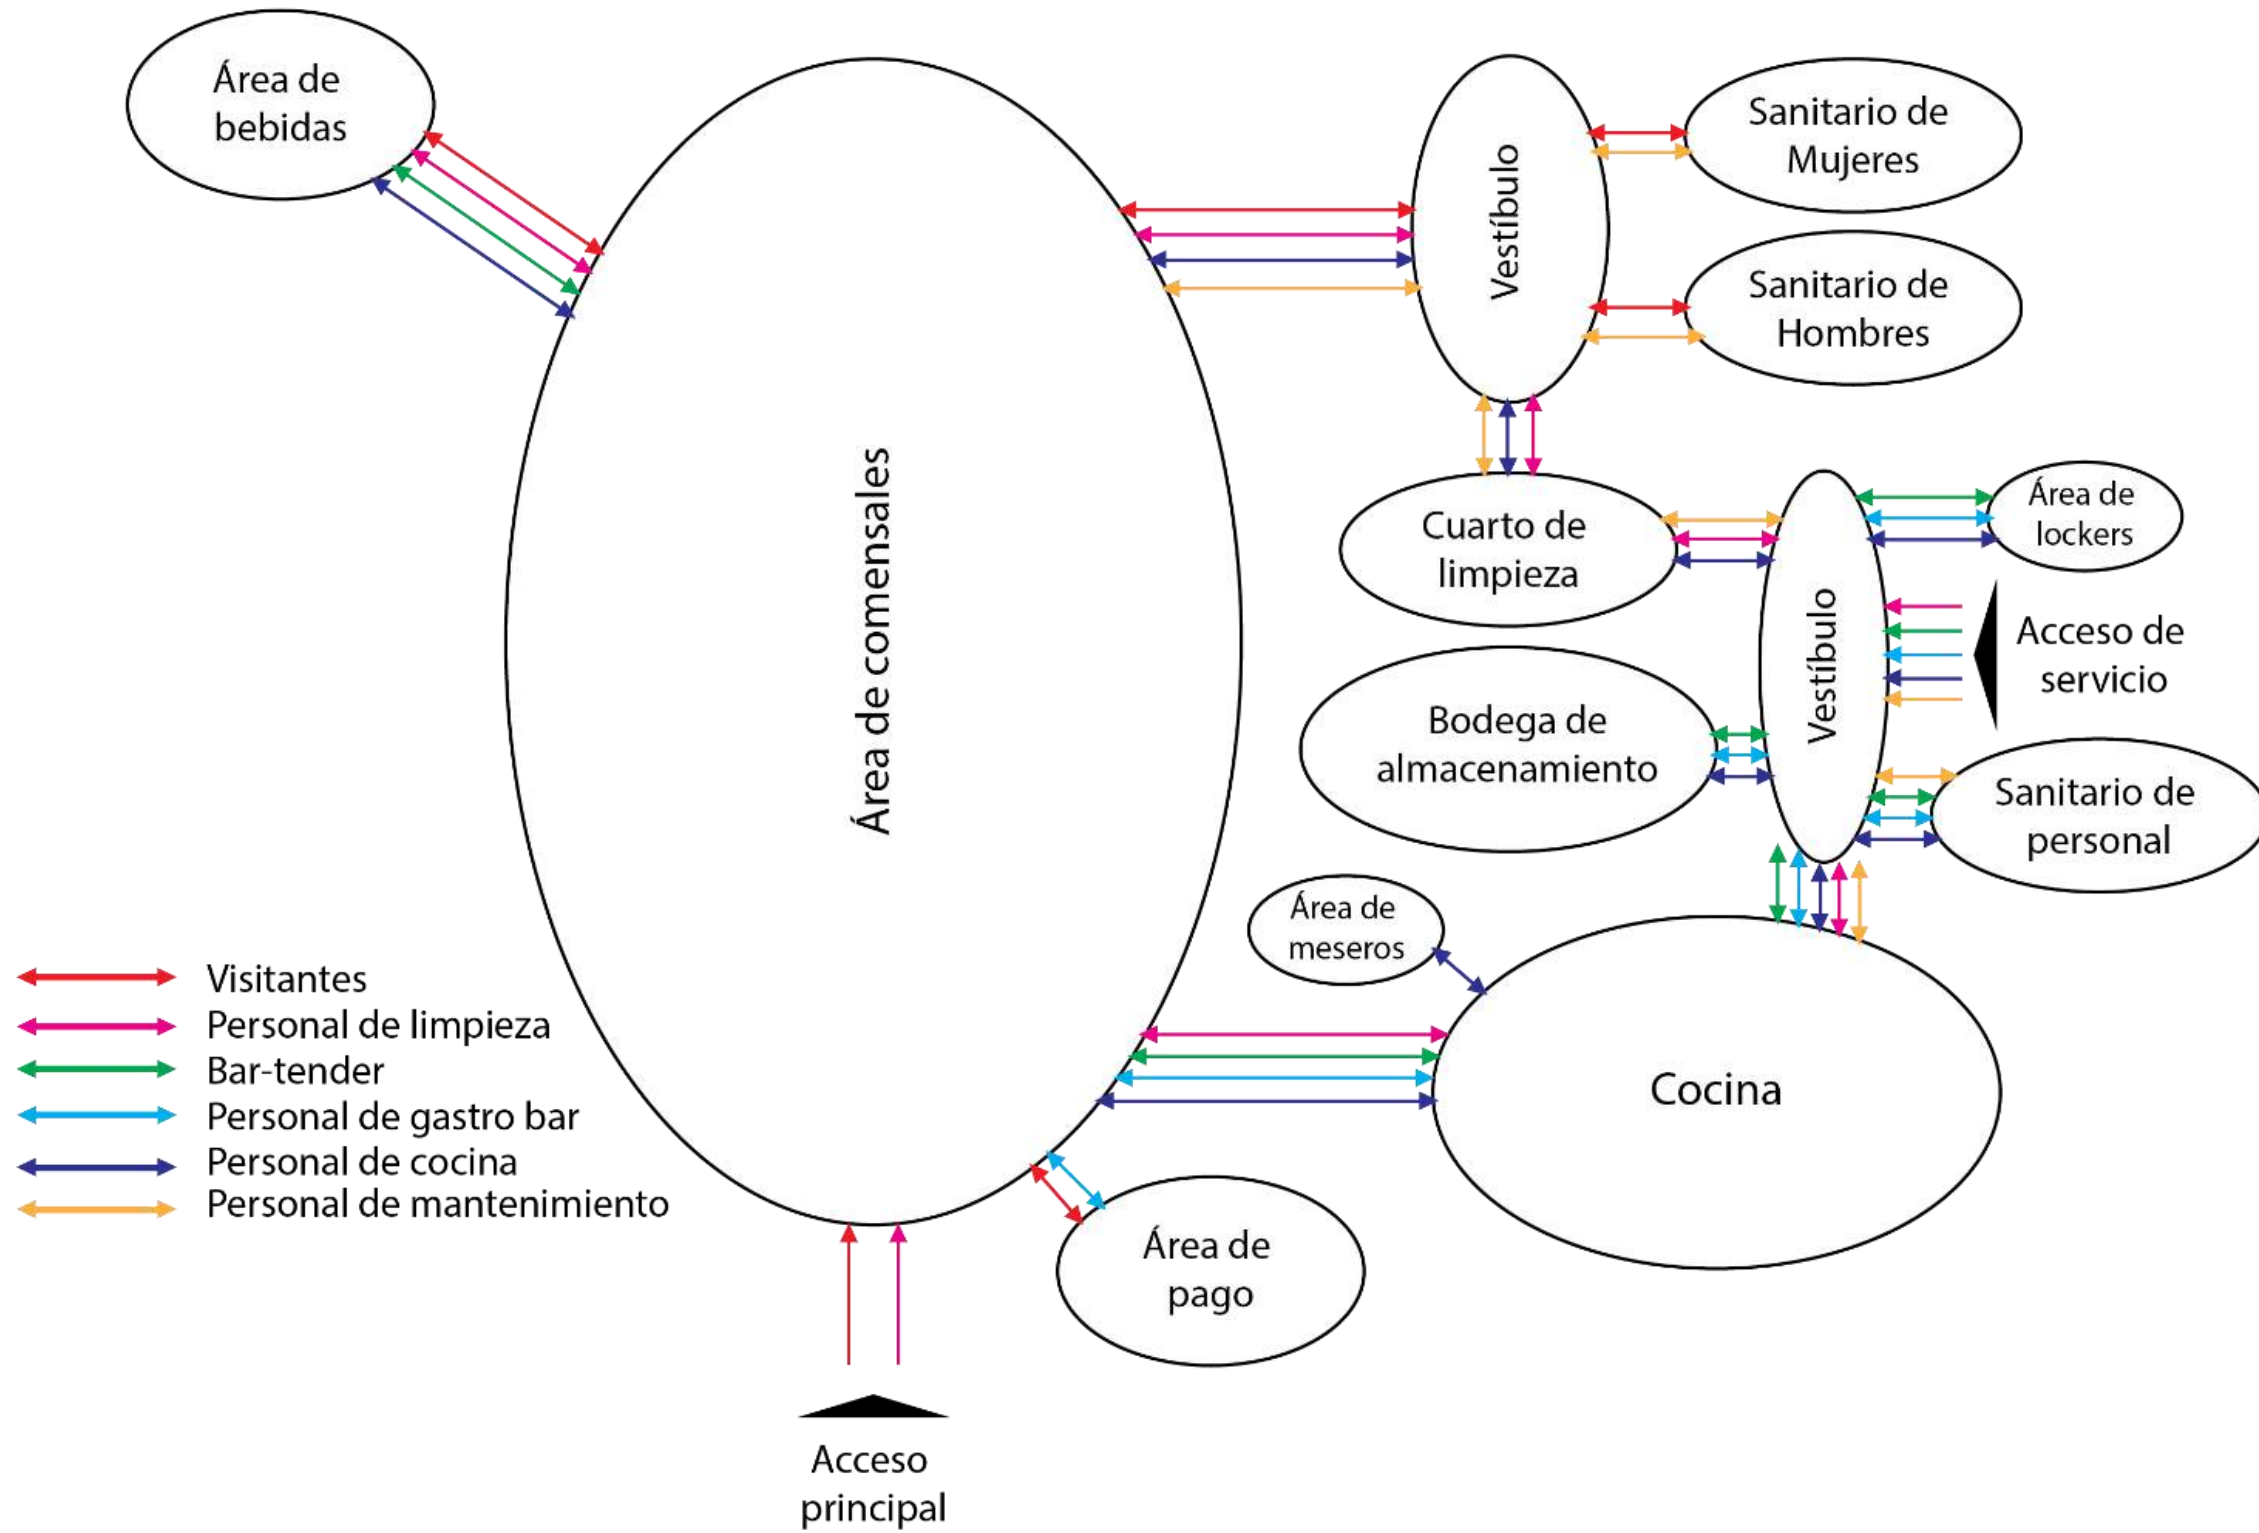 Área de
bebidas
Área de comensales
Vestíbulo
Sanitario de
Mujeres
Sanitario de
Hombres
Cuarto de
limpieza
Área de
lockers
Vestíbulo
Acceso de
servicio
Bodega de
almacenamiento
Sanitario de
personal
Área de
meseros
Cocina
Visitantes
Personal de limpieza
Bar-tender
Personal de gastro bar
Personal de cocina
Personal de mantenimiento
Área de
pago
Acceso
principal